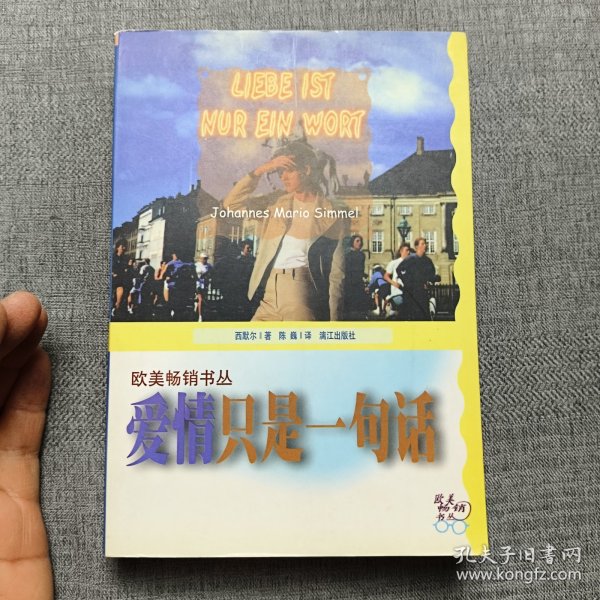 LIEBE IST
NUR EIN WORT
Johannes Mario Simmel
西默尔 著 陈巍 译 漓江出版社
欧美畅销书丛
爱情只是一句话
欧美
畅销
书丛
孔夫子旧书网
www.kongfz.com